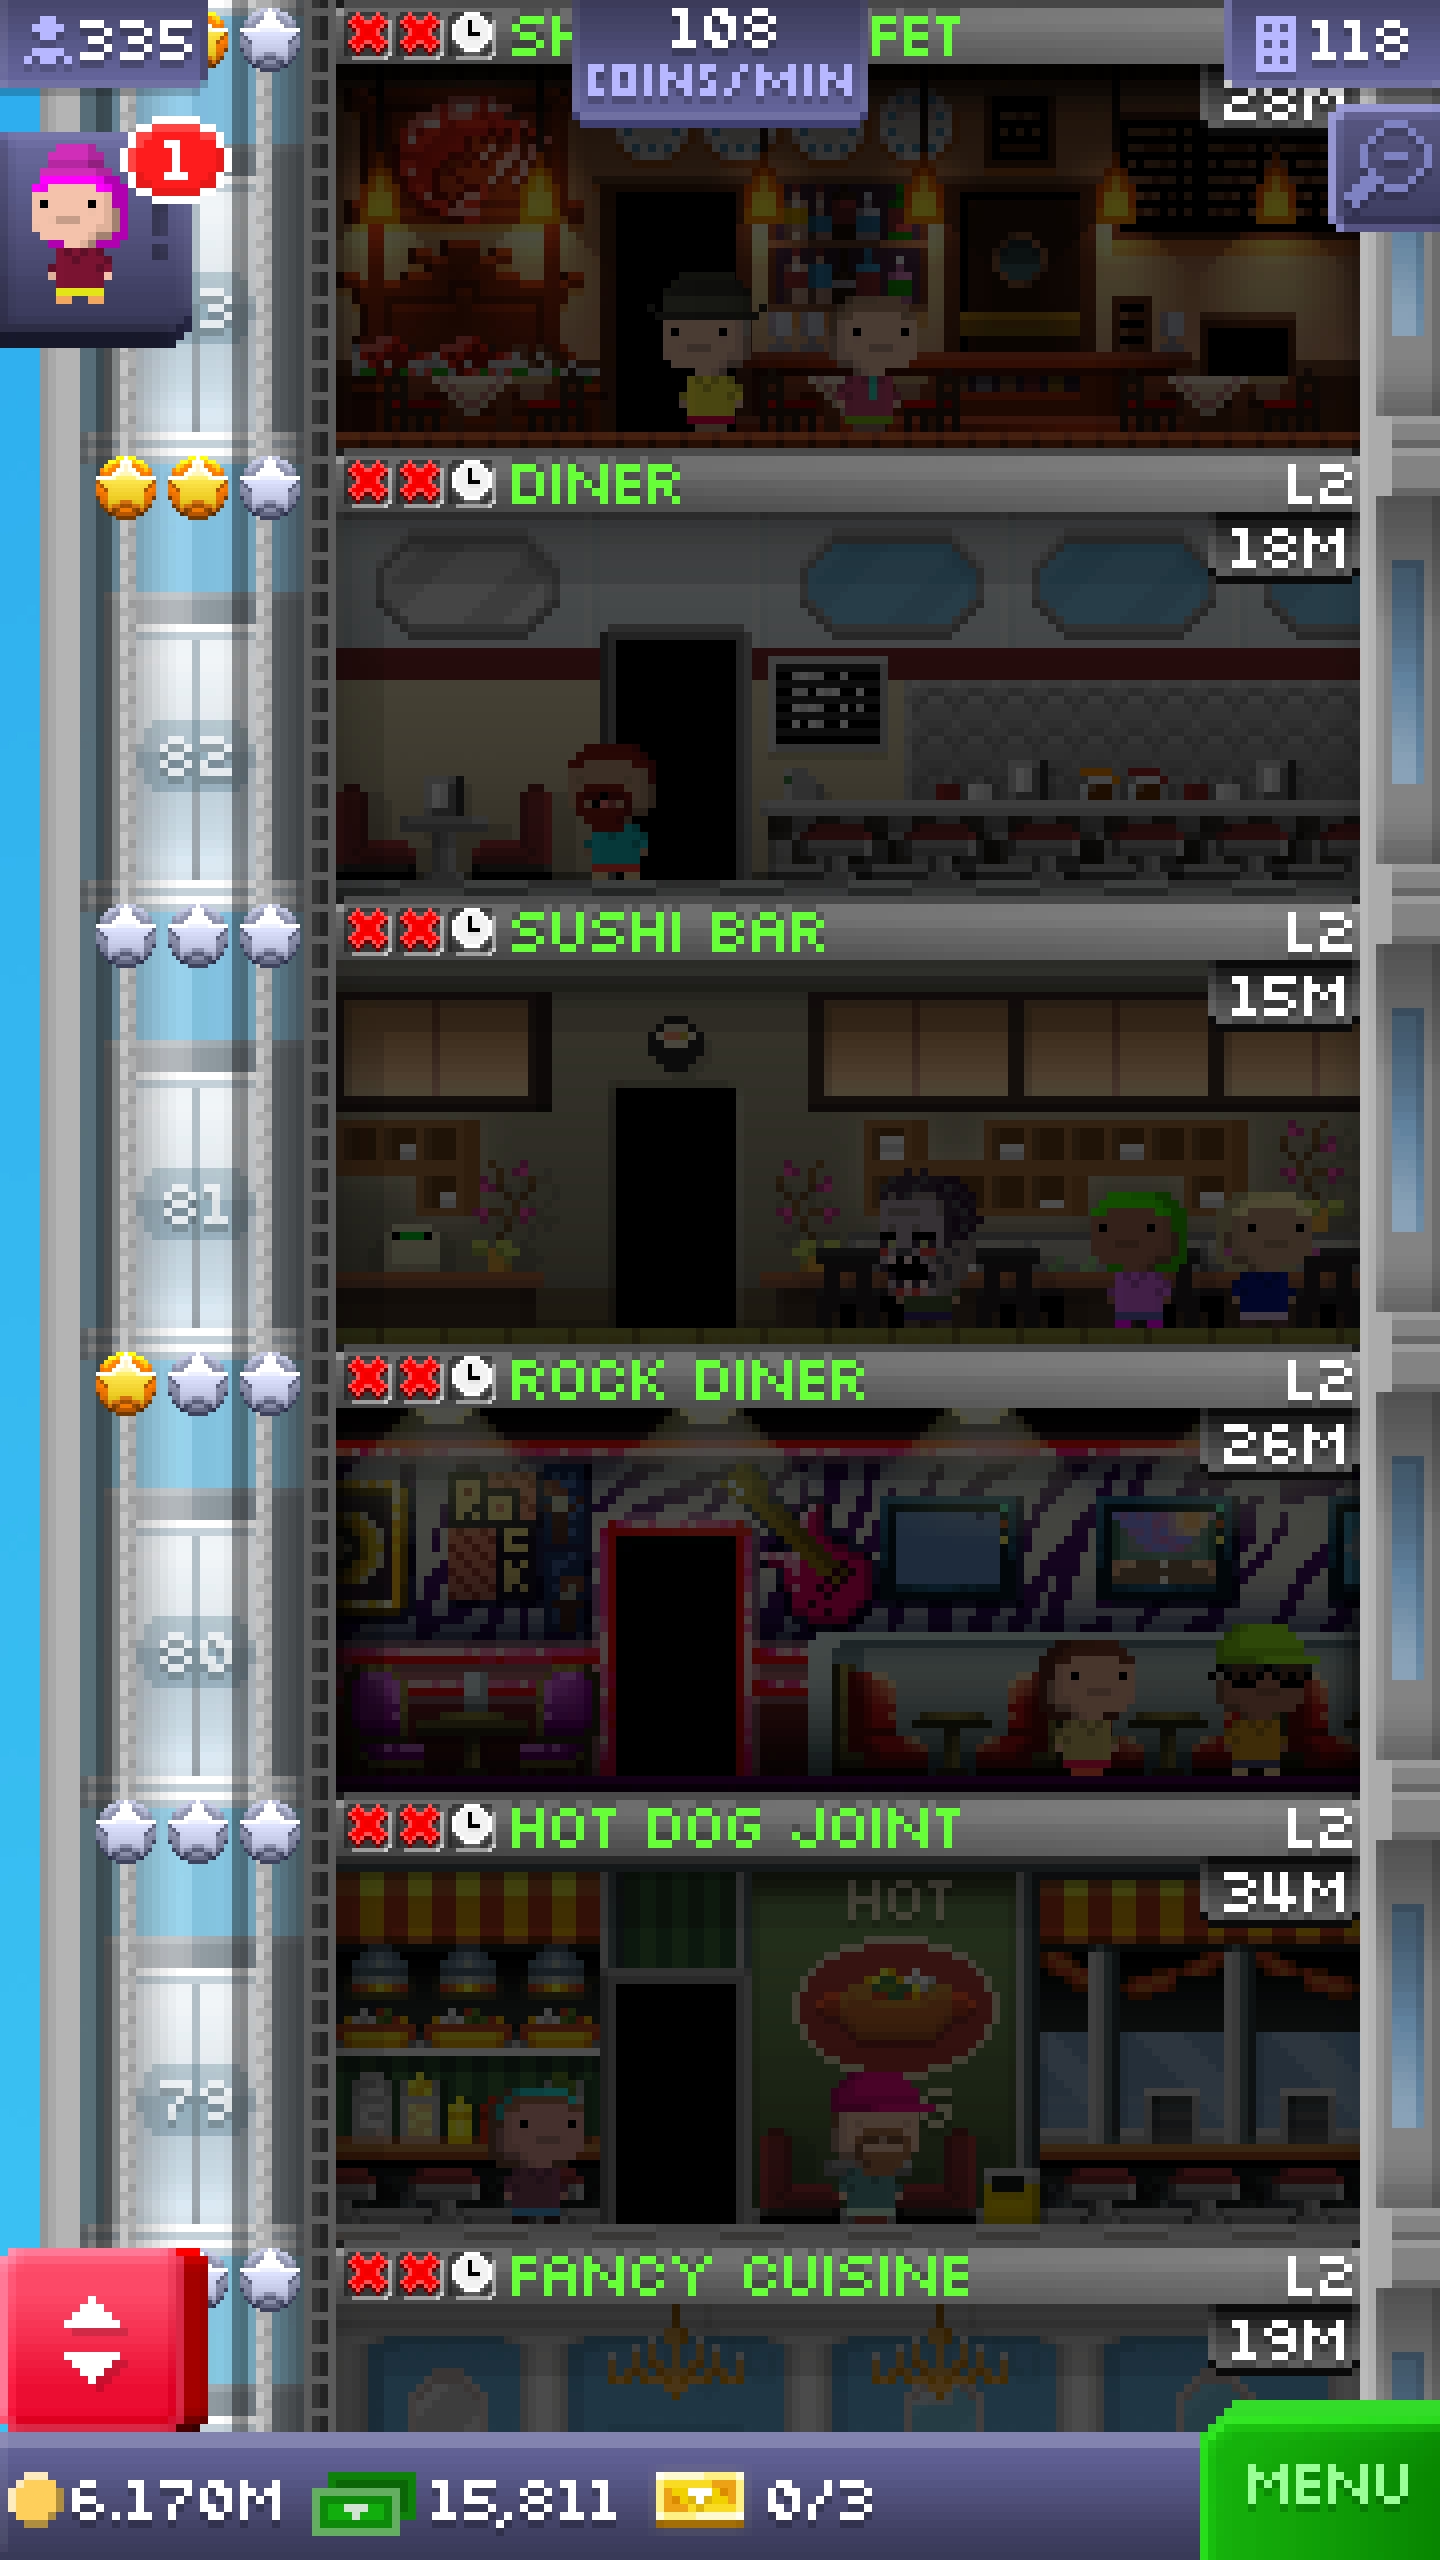 335
108
COINS/MIN
118
1
SH
FET
28M
3
DINER
L2
18M
82
SUSHI BAR
L2
15M
81
ROCK DINER
L2
26M
80
HOT DOG JOINT
L2
34M
HOT
79
FANCY CUISINE
L2
19M
6.170M
15,811
0/3
MENU